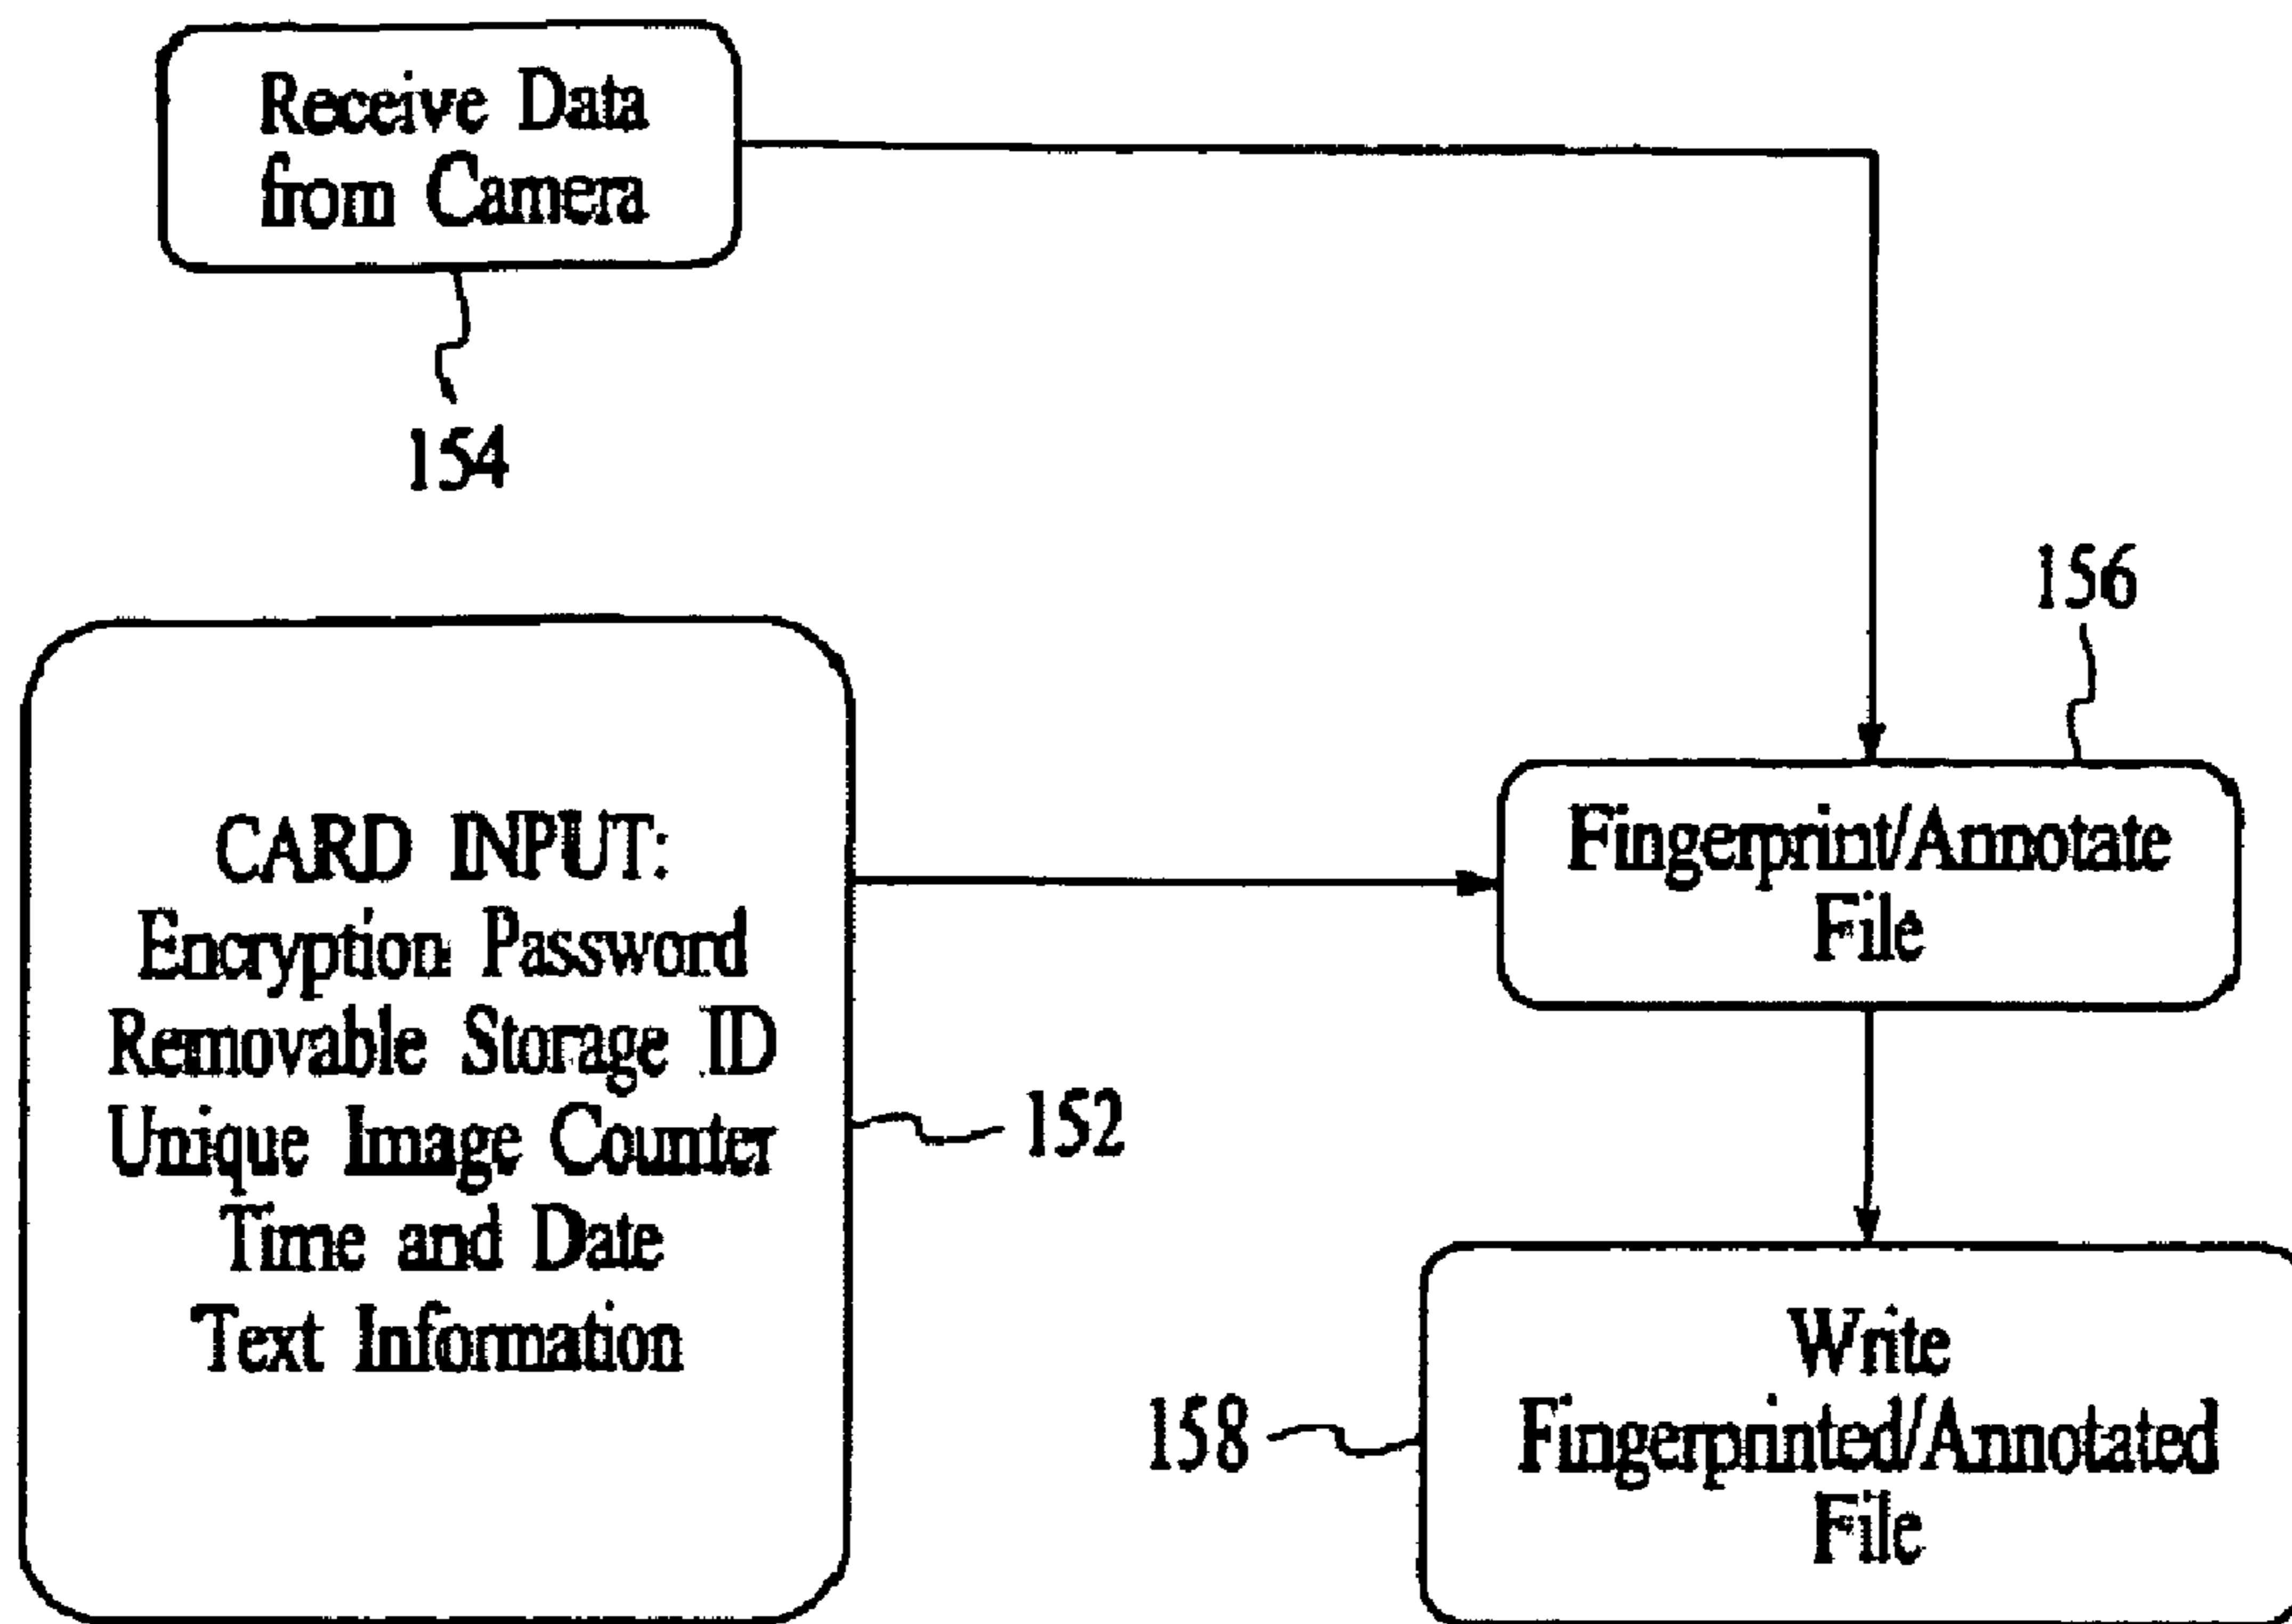 Receive Data
from Camera
154
156
CARD INPUT:
Encryption Password
Removable Storage ID
Unique Image Counter
Time and Date
Text Information
152
Fingerprint/Annotate
File
158
Write
Fingerprinted/Annotated
File